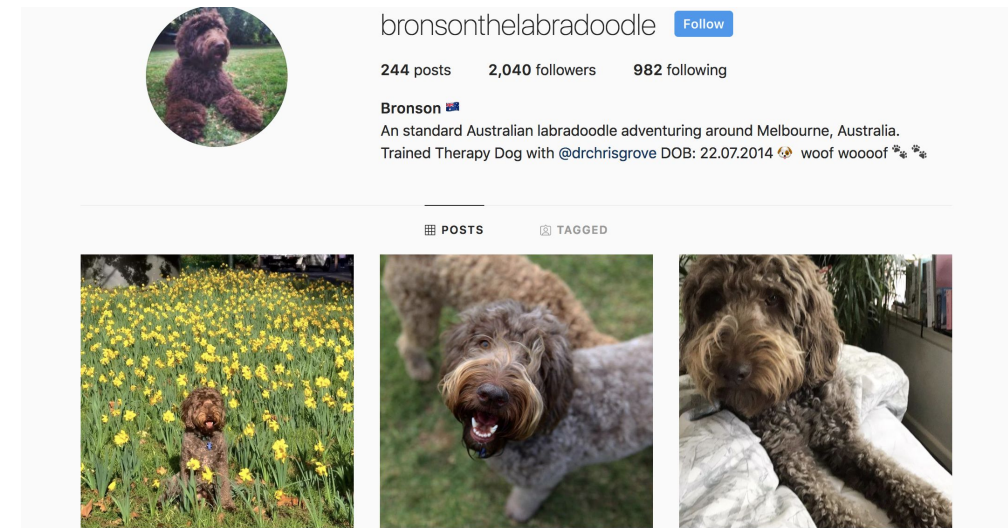 bronsonthelabradoodle Follow
244 posts 2,040 followers 982 following
Bronson 🇦🇺
An standard Australian labradoodle adventuring around Melbourne, Australia.
Trained Therapy Dog with @drchrisgrove DOB: 22.07.2014 🐶 woof woooof 🐾 🐾
POSTS TAGGED